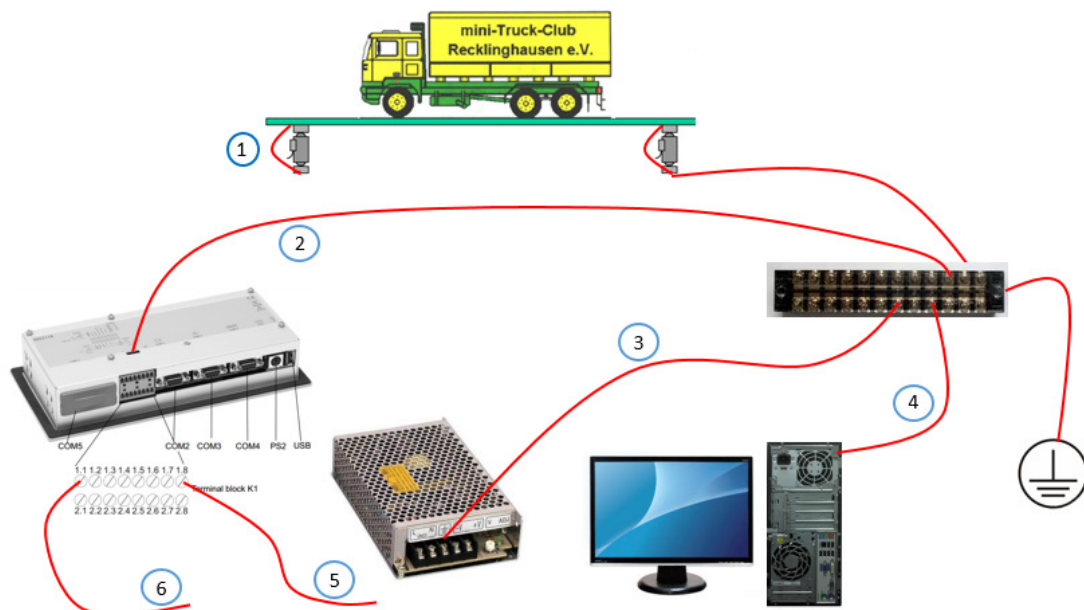 mini-Truck-Club
Recklinghausen e.V.
1
2
3
4
COM5
COM2
COM3
COM4
PS2
USB
1.1 1.2 1.3 1.4 1.5 1.6 1.7 1.8
Terminal block K1
2.1 2.2 2.3 2.4 2.5 2.6 2.7 2.8
+V
ADJ
6
5